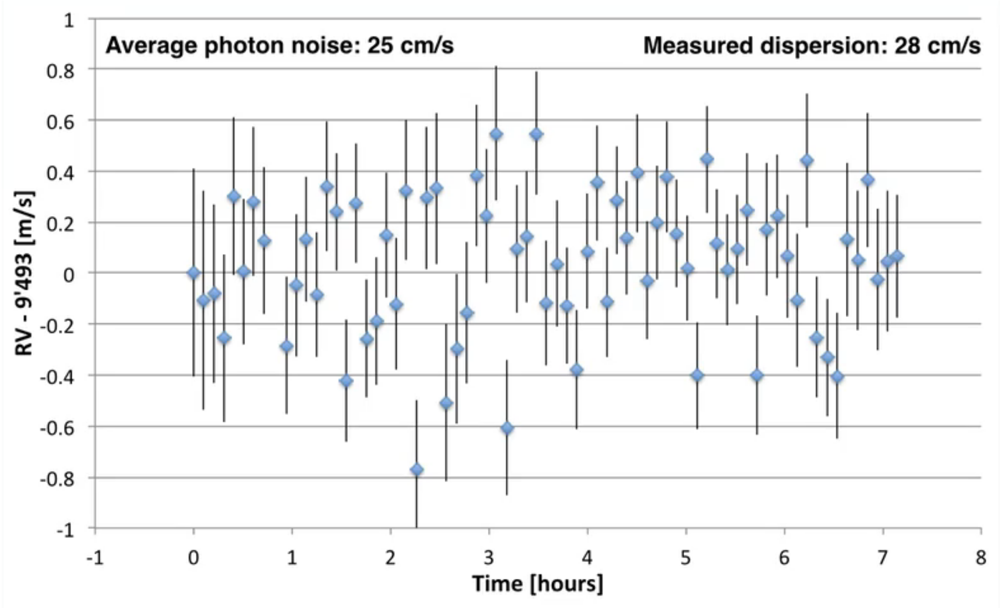 Average photon noise: 25 cm/s
Measured dispersion: 28 cm/s
RV - 9'493 [m/s]
1
0.8
0.6
0.4
0.2
0
-0.2
-0.4
-0.6
-0.8
-1
-1 0 1 2 3 4 5 6 7 8
Time [hours]